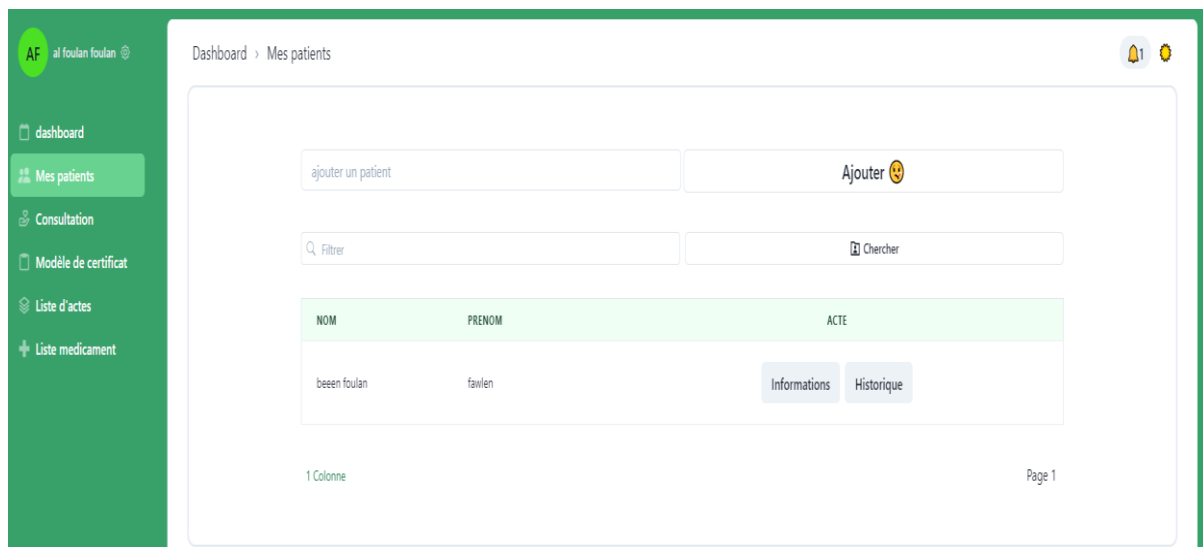 AF al foulan foulan
Dashboard › Mes patients
1
dashboard
Mes patients
Consultation
Modèle de certificat
Liste d'actes
Liste medicament
ajouter un patient
Ajouter
Filtrer
Chercher
NOM PRENOM ACTE
beeen foulan fawlen Informations Historique
1 Colonne
Page 1